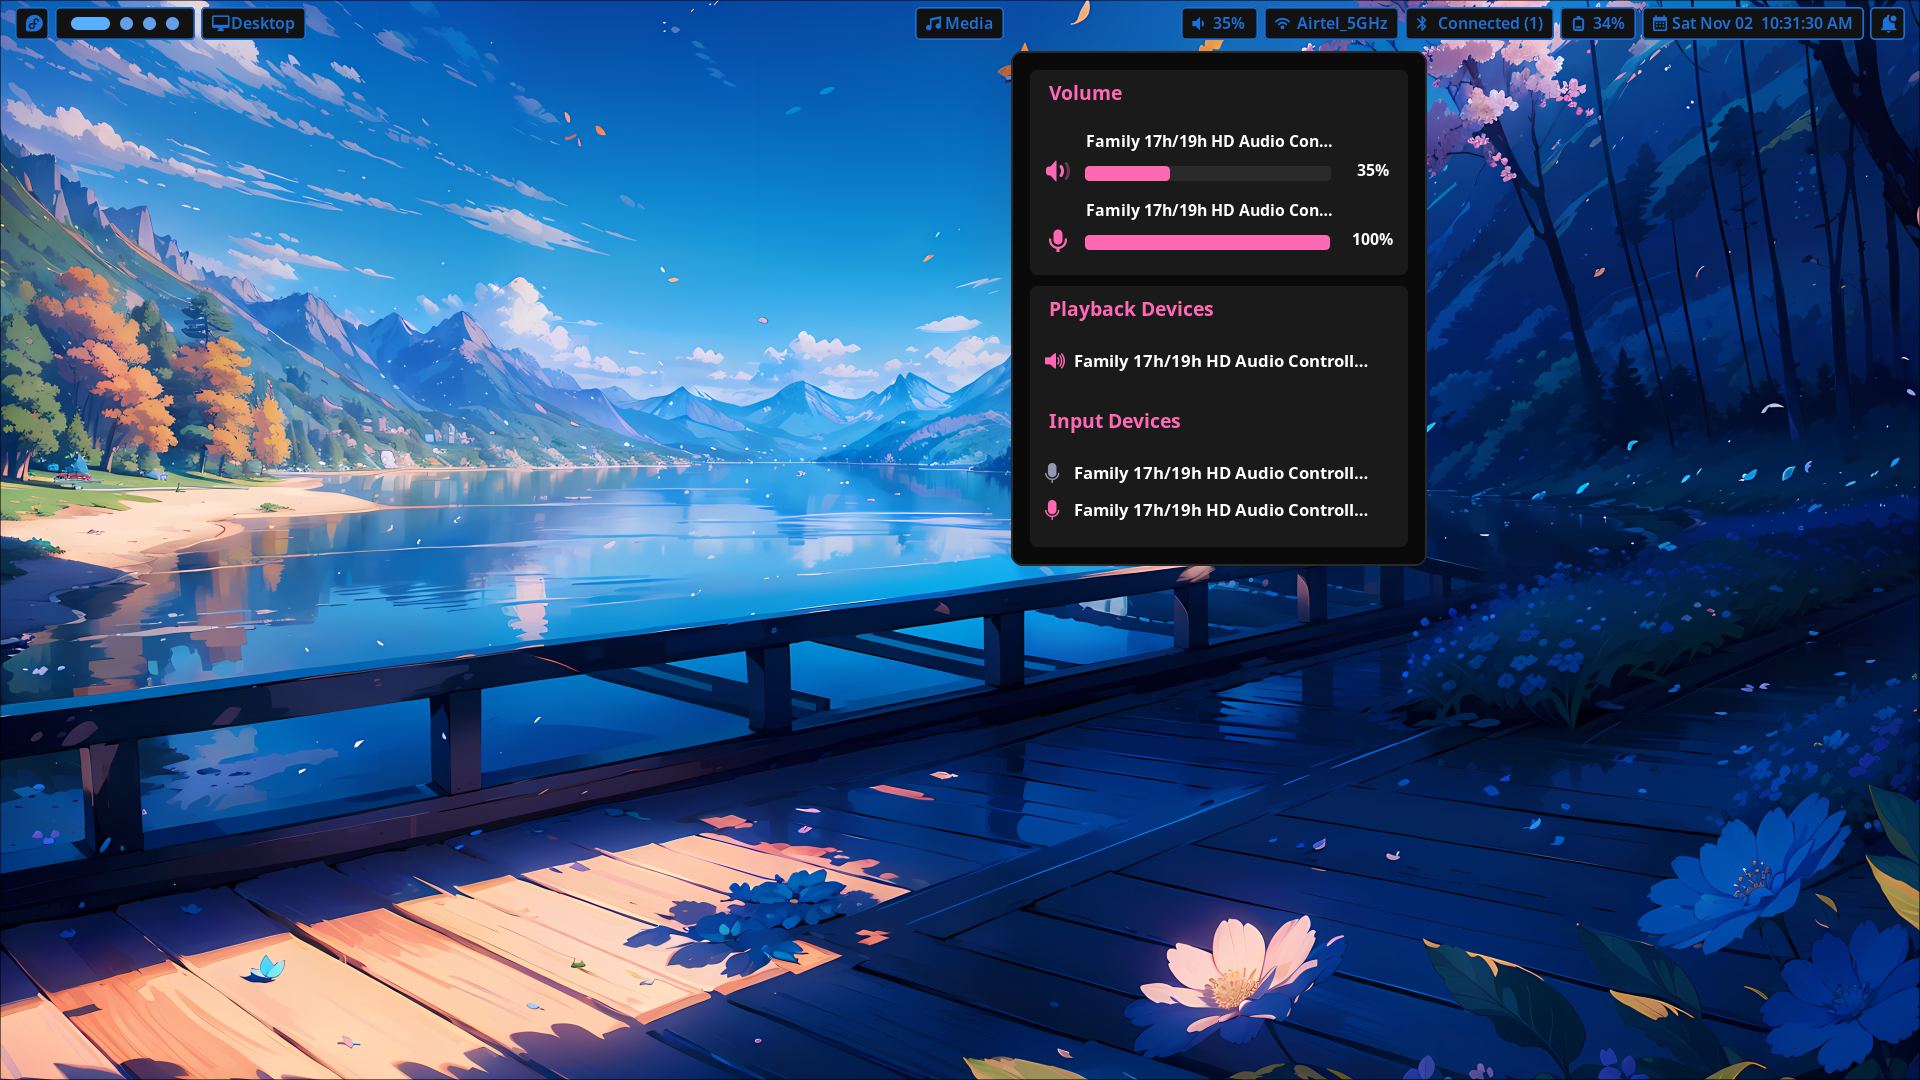 Desktop
Media
35%
Airtel_5GHz
Connected (1)
34%
Sat Nov 02 10:31:30 AM
Volume
Family 17h/19h HD Audio Con...
35%
Family 17h/19h HD Audio Con...
100%
Playback Devices
Family 17h/19h HD Audio Controll...
Input Devices
Family 17h/19h HD Audio Controll...
Family 17h/19h HD Audio Controll...